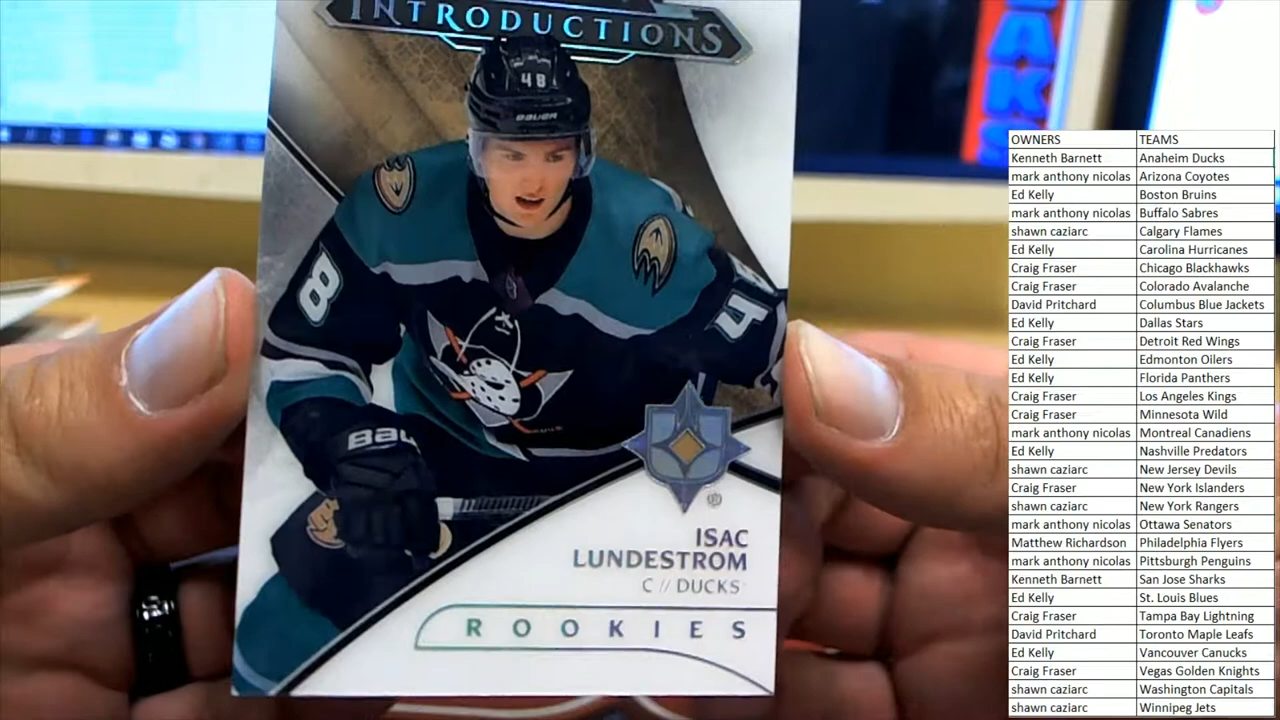 INTRODUCTIONS
48
BAUER
8
4
Bau
ISAC
LUNDESTROM
C // DUCKS
ROOKIES
®
AKS
OWNERS TEAMS
Kenneth Barnett Anaheim Ducks
mark anthony nicolas Arizona Coyotes
Ed Kelly Boston Bruins
mark anthony nicolas Buffalo Sabres
shawn caziarc Calgary Flames
Ed Kelly Carolina Hurricanes
Craig Fraser Chicago Blackhawks
Craig Fraser Colorado Avalanche
David Pritchard Columbus Blue Jackets
Ed Kelly Dallas Stars
Craig Fraser Detroit Red Wings
Ed Kelly Edmonton Oilers
Ed Kelly Florida Panthers
Craig Fraser Los Angeles Kings
Craig Fraser Minnesota Wild
mark anthony nicolas Montreal Canadiens
Ed Kelly Nashville Predators
shawn caziarc New Jersey Devils
Craig Fraser New York Islanders
shawn caziarc New York Rangers
mark anthony nicolas Ottawa Senators
Matthew Richardson Philadelphia Flyers
mark anthony nicolas Pittsburgh Penguins
Kenneth Barnett San Jose Sharks
Ed Kelly St. Louis Blues
Craig Fraser Tampa Bay Lightning
David Pritchard Toronto Maple Leafs
Ed Kelly Vancouver Canucks
Craig Fraser Vegas Golden Knights
shawn caziarc Washington Capitals
shawn caziarc Winnipeg Jets